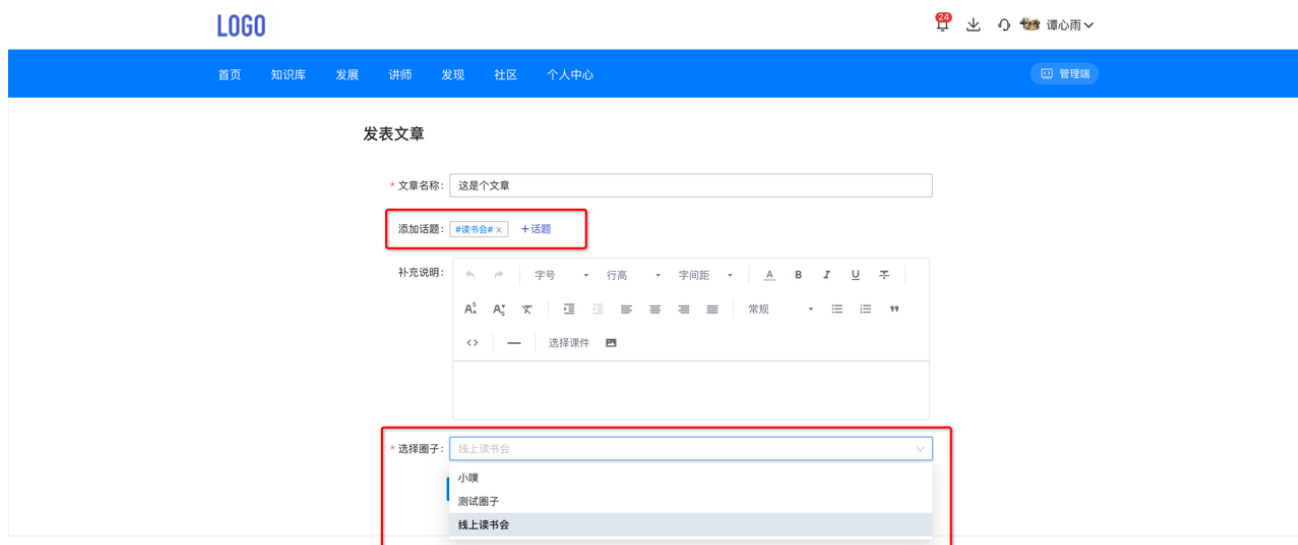 LOGO
24
谭心雨
首页 知识库 发展 讲师 发现 社区 个人中心
管理端
发表文章
* 文章名称: 这是个文章
添加话题: #读书会# × +话题
补充说明:
字号 行高 字间距 A B I U
常规
选择课件
* 选择圈子: 线上读书会
小噗
测试圈子
线上读书会